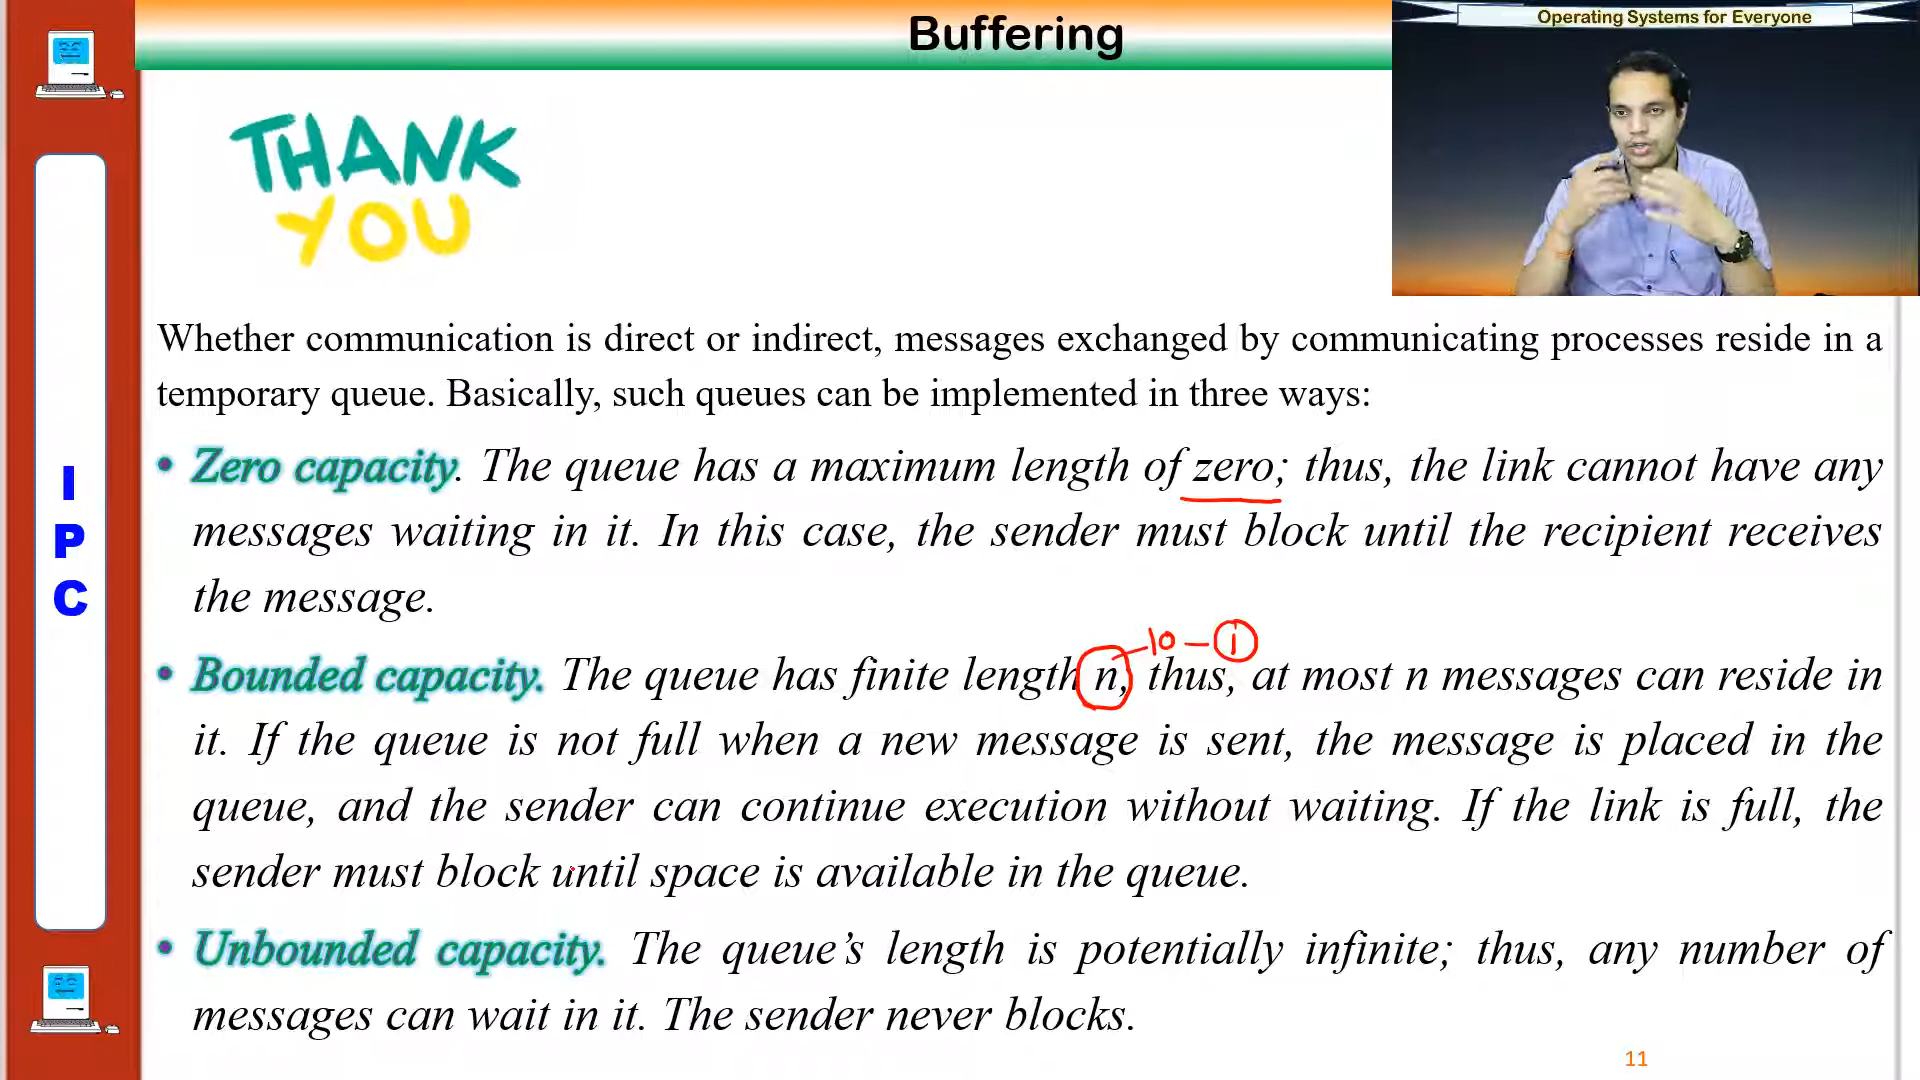 Buffering
Operating Systems for Everyone
THANK
YOU
Whether communication is direct or indirect, messages exchanged by communicating processes reside in a
temporary queue. Basically, such queues can be implemented in three ways:
• Zero capacity. The queue has a maximum length of zero; thus, the link cannot have any
messages waiting in it. In this case, the sender must block until the recipient receives
the message.
10 – 1
• Bounded capacity. The queue has finite length n, thus, at most n messages can reside in
it. If the queue is not full when a new message is sent, the message is placed in the
queue, and the sender can continue execution without waiting. If the link is full, the
sender must block until space is available in the queue.
• Unbounded capacity. The queue’s length is potentially infinite; thus, any number of
messages can wait in it. The sender never blocks.
I
P
C
11